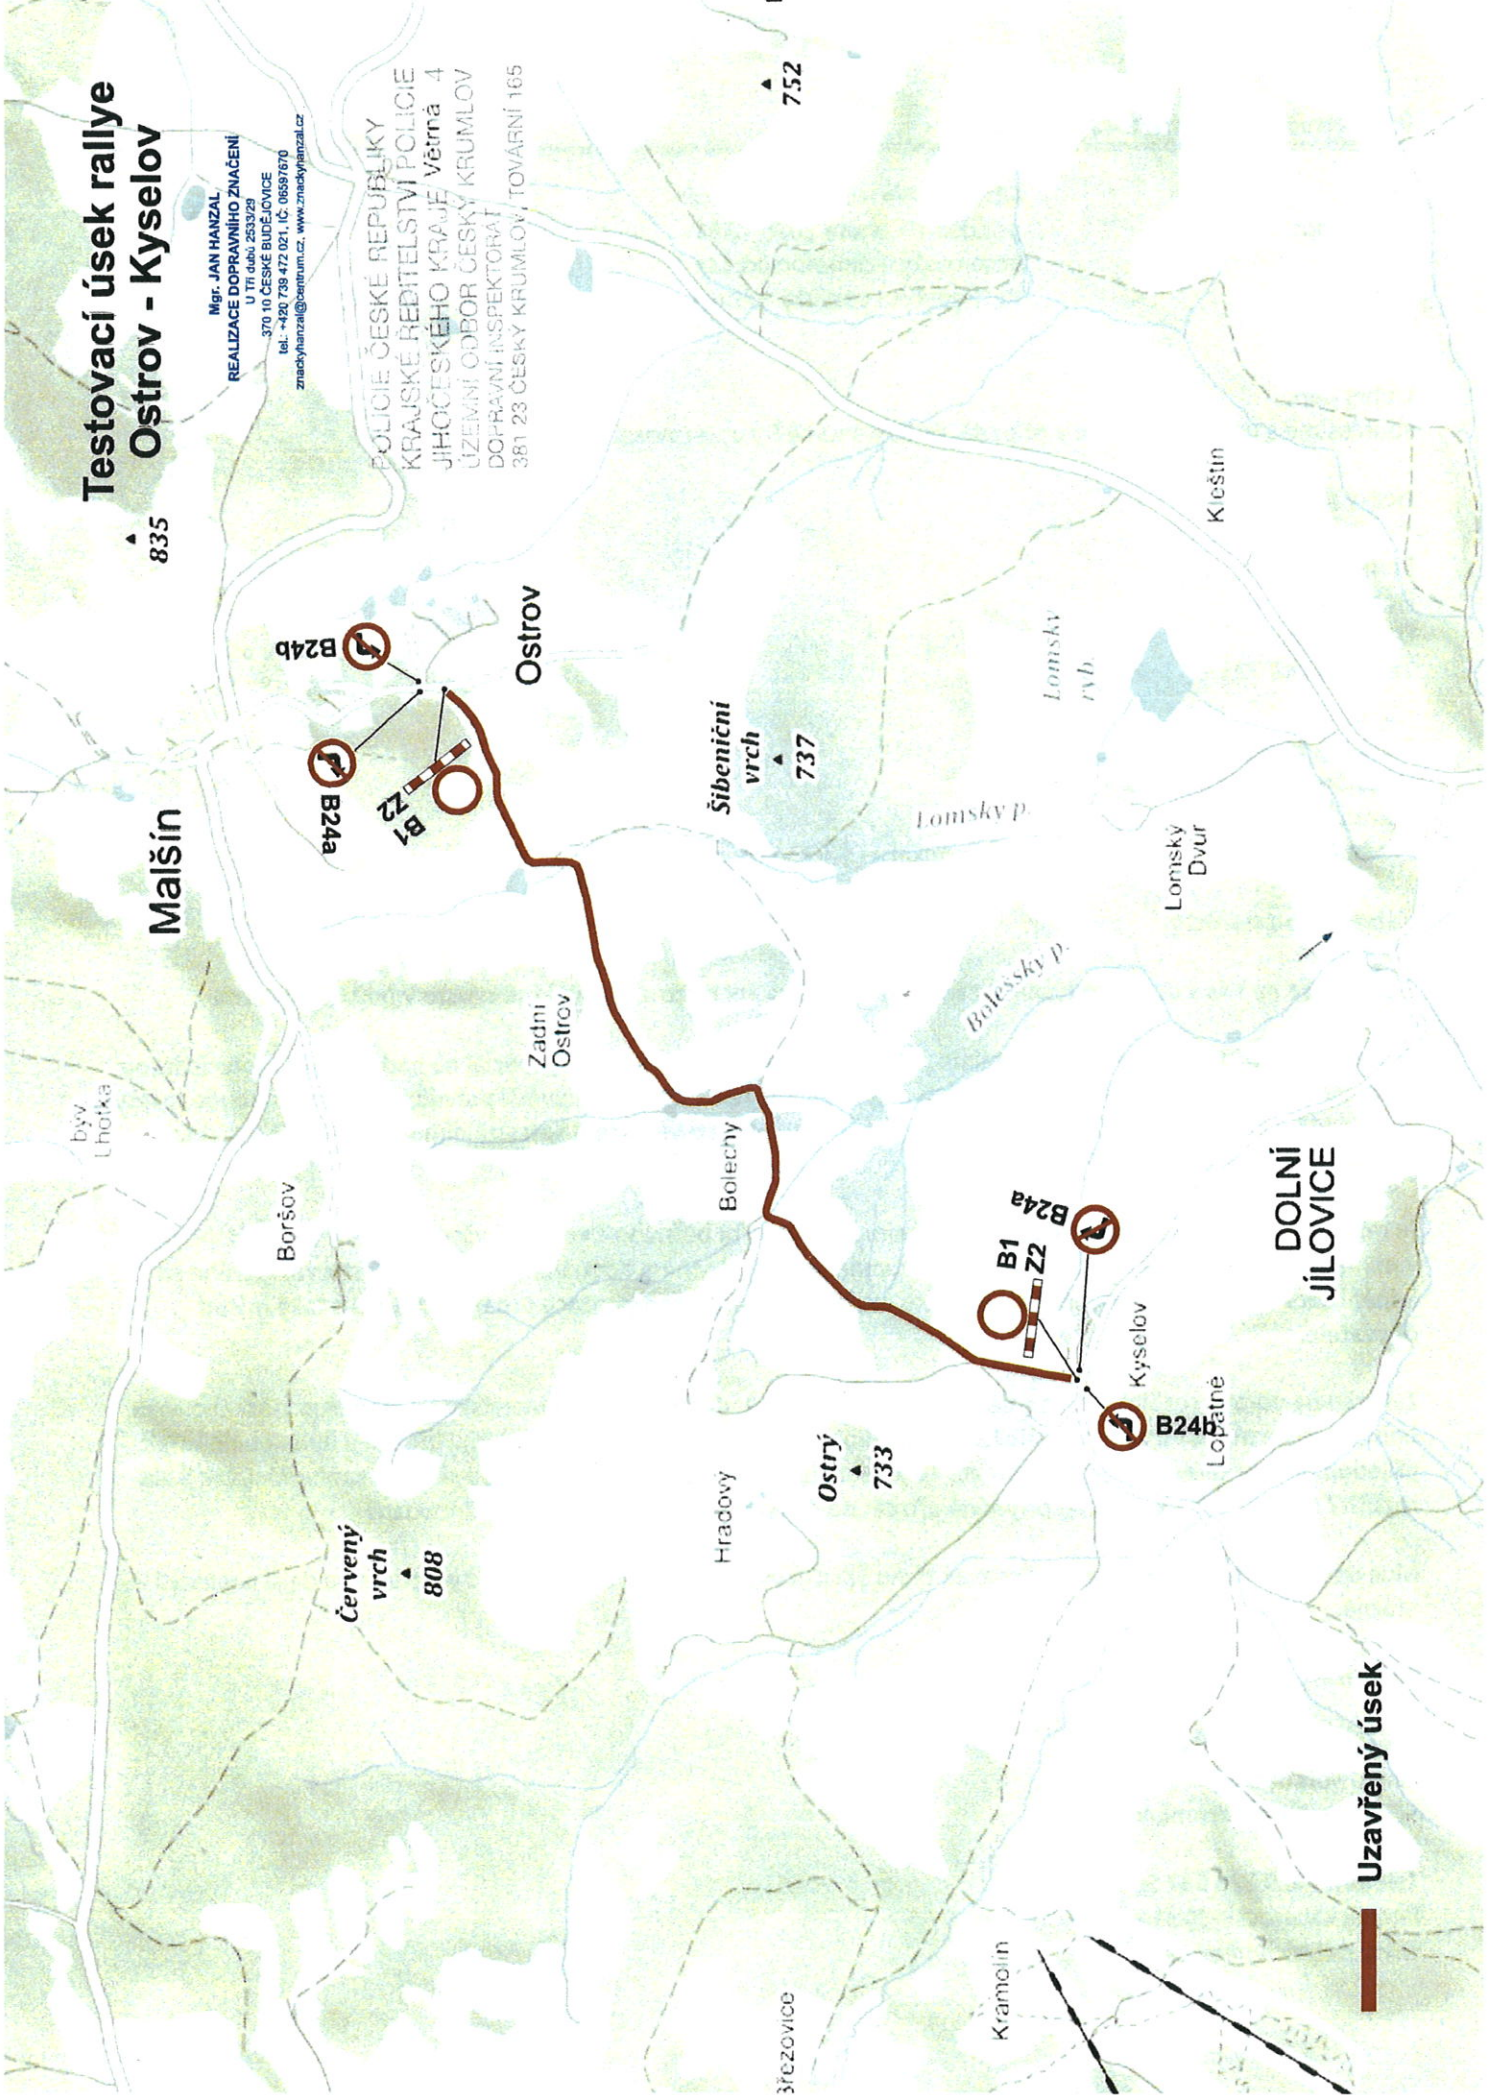 Testovací úsek rallye
Ostrov - Kyselov
835
Mgr. JAN HANZAL
REALIZACE DOPRAVNÍHO ZNAČENÍ
U Tří dubů 2533/29
370 10 ČESKÉ BUDĚJOVICE
tel.: +420 739 472 021, IČ: 06597670
znackyhanzal@centrum.cz, www.znackyhanzal.cz
POLICIE ČESKÉ REPUBLIKY
KRAJSKÉ ŘEDITELSTVÍ POLICIE
JIHOČESKÉHO KRAJE Větrná 4
ÚZEMNÍ ODBOR ČESKÝ KRUMLOV
DOPRAVNÍ INSPEKTORÁT
381 23 ČESKÝ KRUMLOV, TOVÁRNÍ 165
752
Malšín
B24b
B24a
B1
Z2
Ostrov
býv
Lhotka
Boršov
Zadní
Ostrov
Šibeniční
vrch
737
Lomský p.
Lomský
ryb.
Kleštín
Lomský
Dvůr
Bolešský p.
Bolechy
Červený
vrch
808
Hradový
Ostrý
733
B1
Z2
B24a
Kyselov
B24b
Lopatné
DOLNÍ
JÍLOVICE
Březovice
Kramolín
Uzavřený úsek